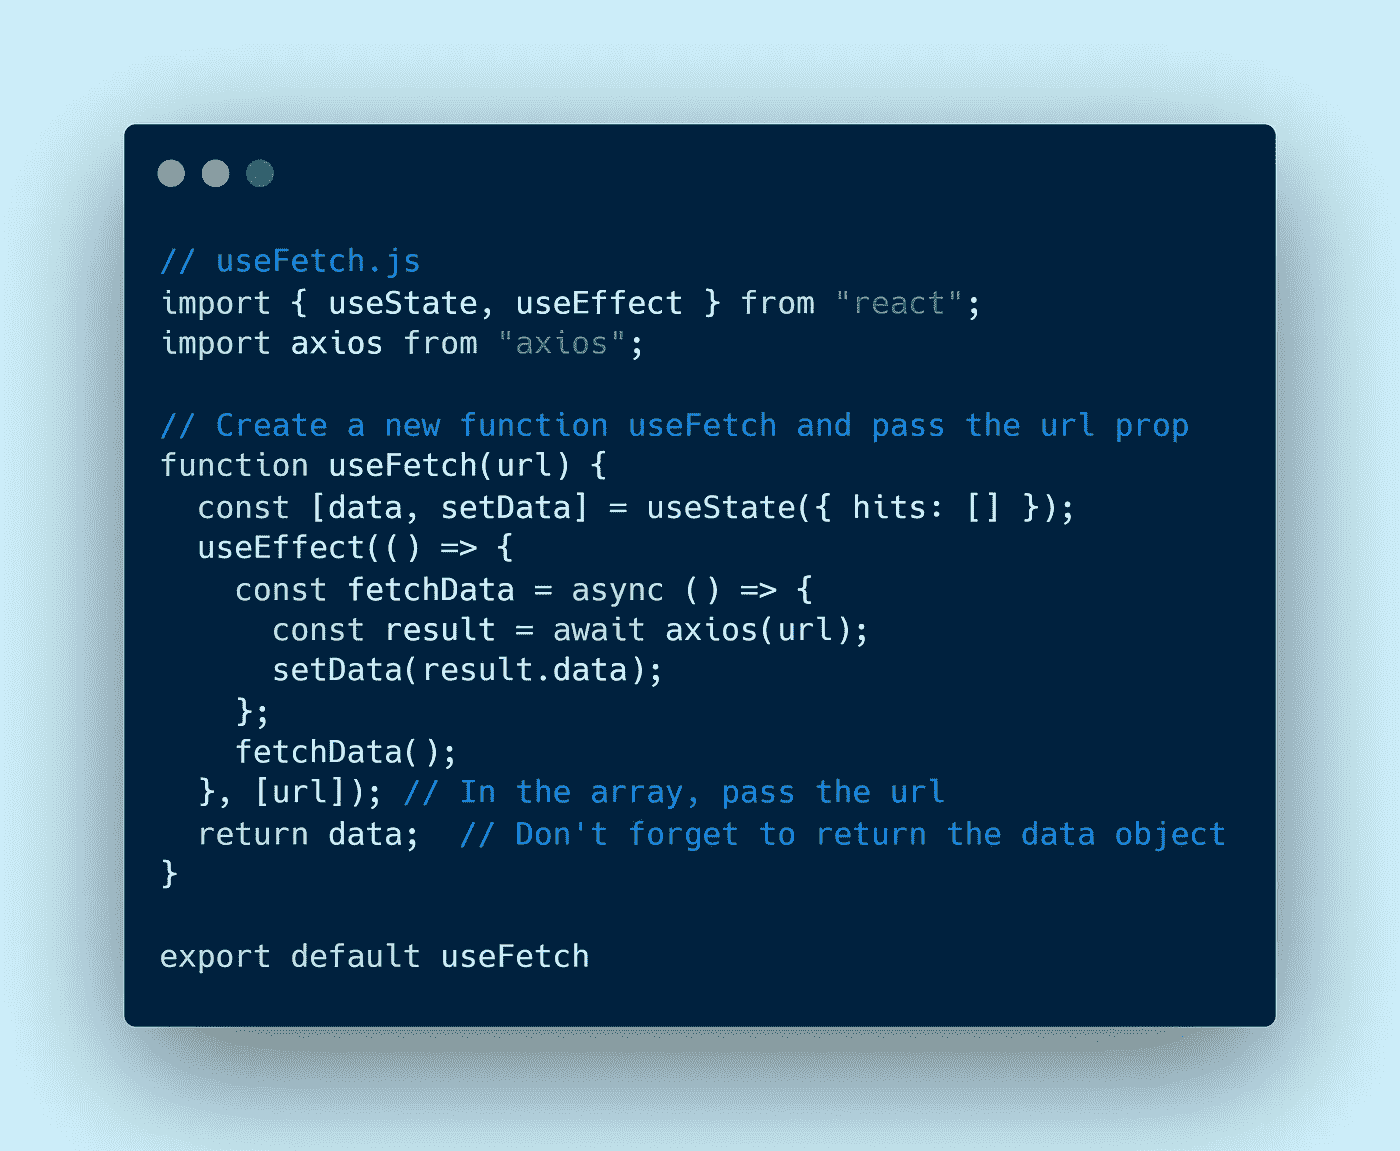 // useFetch.js
import { useState, useEffect } from "react";
import axios from "axios";
// Create a new function useFetch and pass the url prop
function useFetch(url) {
  const [data, setData] = useState({ hits: [] });
  useEffect(() => {
    const fetchData = async () => {
      const result = await axios(url);
      setData(result.data);
    };
    fetchData();
  }, [url]); // In the array, pass the url
  return data;  // Don't forget to return the data object
}
export default useFetch